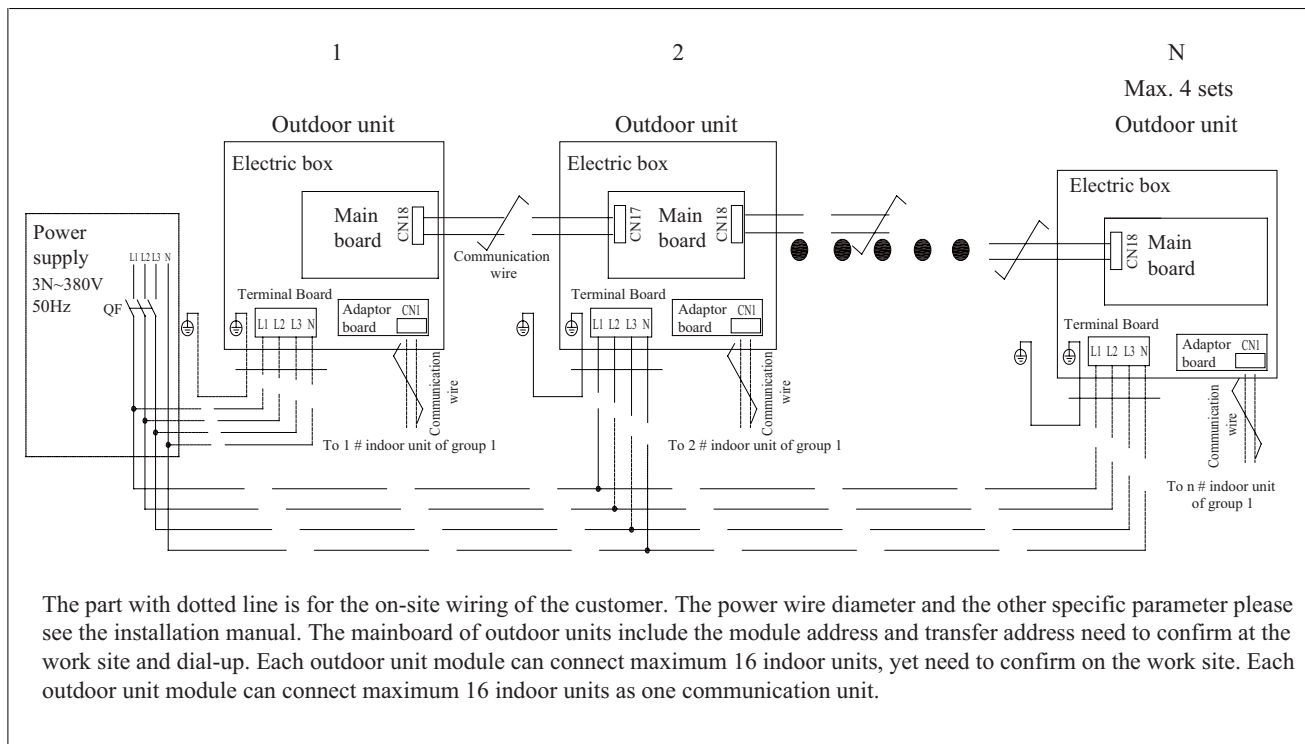 1
2
N
Max. 4 sets
Outdoor unit
Outdoor unit
Outdoor unit
Electric box
Electric box
Electric box
Main
board
CN18
CN17
Main
board
CN18
CN18
Main
board
Communication
wire
Power
supply
3N~380V
50Hz
L1 L2 L3 N
QF
Terminal Board
L1 L2 L3 N
Adaptor
board
CN1
Communication
wire
To 1 # indoor unit of group 1
Terminal Board
L1 L2 L3 N
Adaptor
board
CN1
Communication
wire
To 2 # indoor unit of group 1
Terminal Board
L1 L2 L3 N
Adaptor
board
CN1
Communication
wire
To n # indoor unit
of group 1
The part with dotted line is for the on-site wiring of the customer. The power wire diameter and the other specific parameter please
see the installation manual. The mainboard of outdoor units include the module address and transfer address need to confirm at the
work site and dial-up. Each outdoor unit module can connect maximum 16 indoor units, yet need to confirm on the work site. Each
outdoor unit module can connect maximum 16 indoor units as one communication unit.